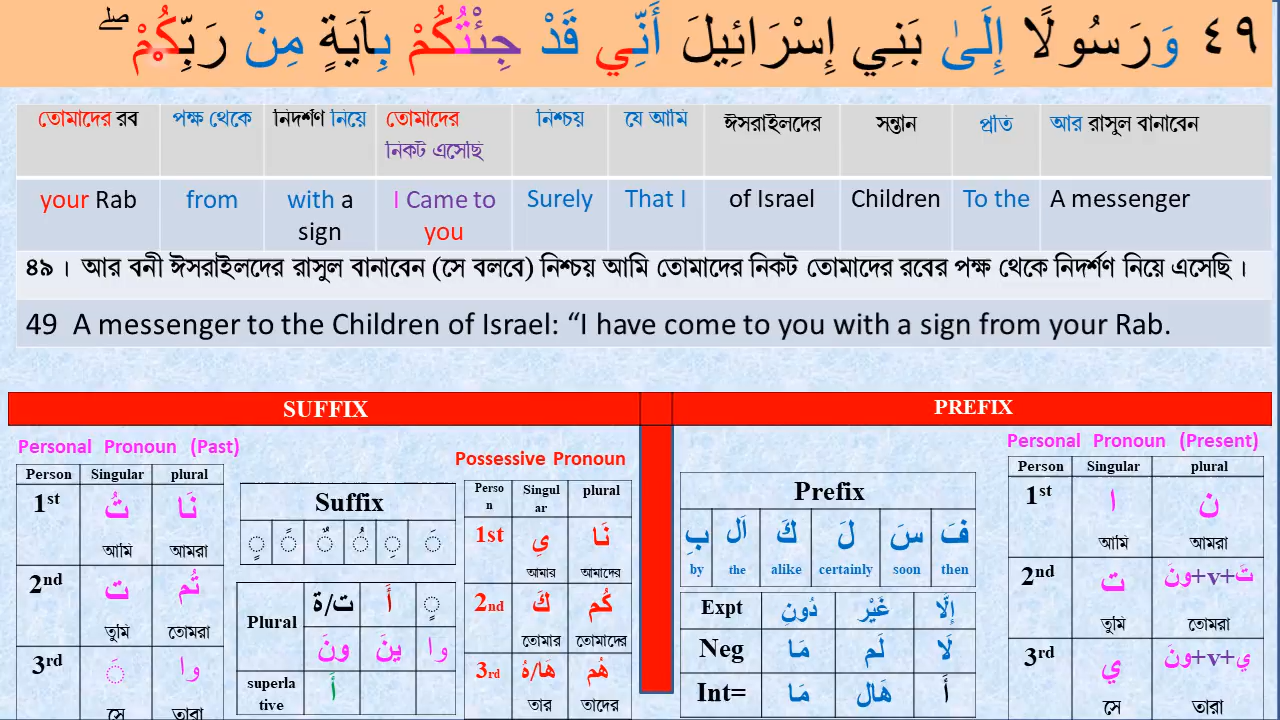 ٤٩ وَرَسُولًا إِلَىٰ بَنِي إِسْرَائِيلَ أَنِّي قَدْ جِئْتُكُمْ بِآيَةٍ مِنْ رَبِّكُمْ ۖ
তোমাদের রব পক্ষ থেকে নিদর্শণ নিয়ে তোমাদের নিকট এসেছি নিশ্চয় যে আমি ঈসরাইলদের সন্তান প্রতি আর রাসুল বানাবেন
your Rab from with a sign I Came to you Surely That I of Israel Children To the A messenger
৪৯। আর বনী ঈসরাইলদের রাসুল বানাবেন (সে বলবে) নিশ্চয় আমি তোমাদের নিকট তোমাদের রবের পক্ষ থেকে নিদর্শণ নিয়ে এসেছি।
49 A messenger to the Children of Israel: “I have come to you with a sign from your Rab.
SUFFIX
PREFIX
Personal Pronoun (Past)
Person Singular plural
1st تُ نَا
আমি আমরা
2nd ت تُم
তুমি তোমরা
3rd َ وا
সে তারা
Suffix
ٍ ً ٌ ُ ِ َ
Plural ت/ة أَ ٍ
ونَ ينَ وا
superlative أَ
Possessive Pronoun
Person Singular plural
1st يِ نَا
আমার আমাদের
2nd كَ كُم
তোমার তোমাদের
3rd هَا/هُ هُم
তার তাদের
Prefix
بِ اَل كَ لَ سَ فَ
by the alike certainly soon then
Expt دُونِ غَيْر إِلَّا
Neg مَا لَم لَا
Int= مَا هَال أَ
Personal Pronoun (Present)
Person Singular plural
1st ا ن
আমি আমরা
2nd ت تَ+v+ونَ
তুমি তোমরা
3rd ي ي+v+ونَ
সে তারা